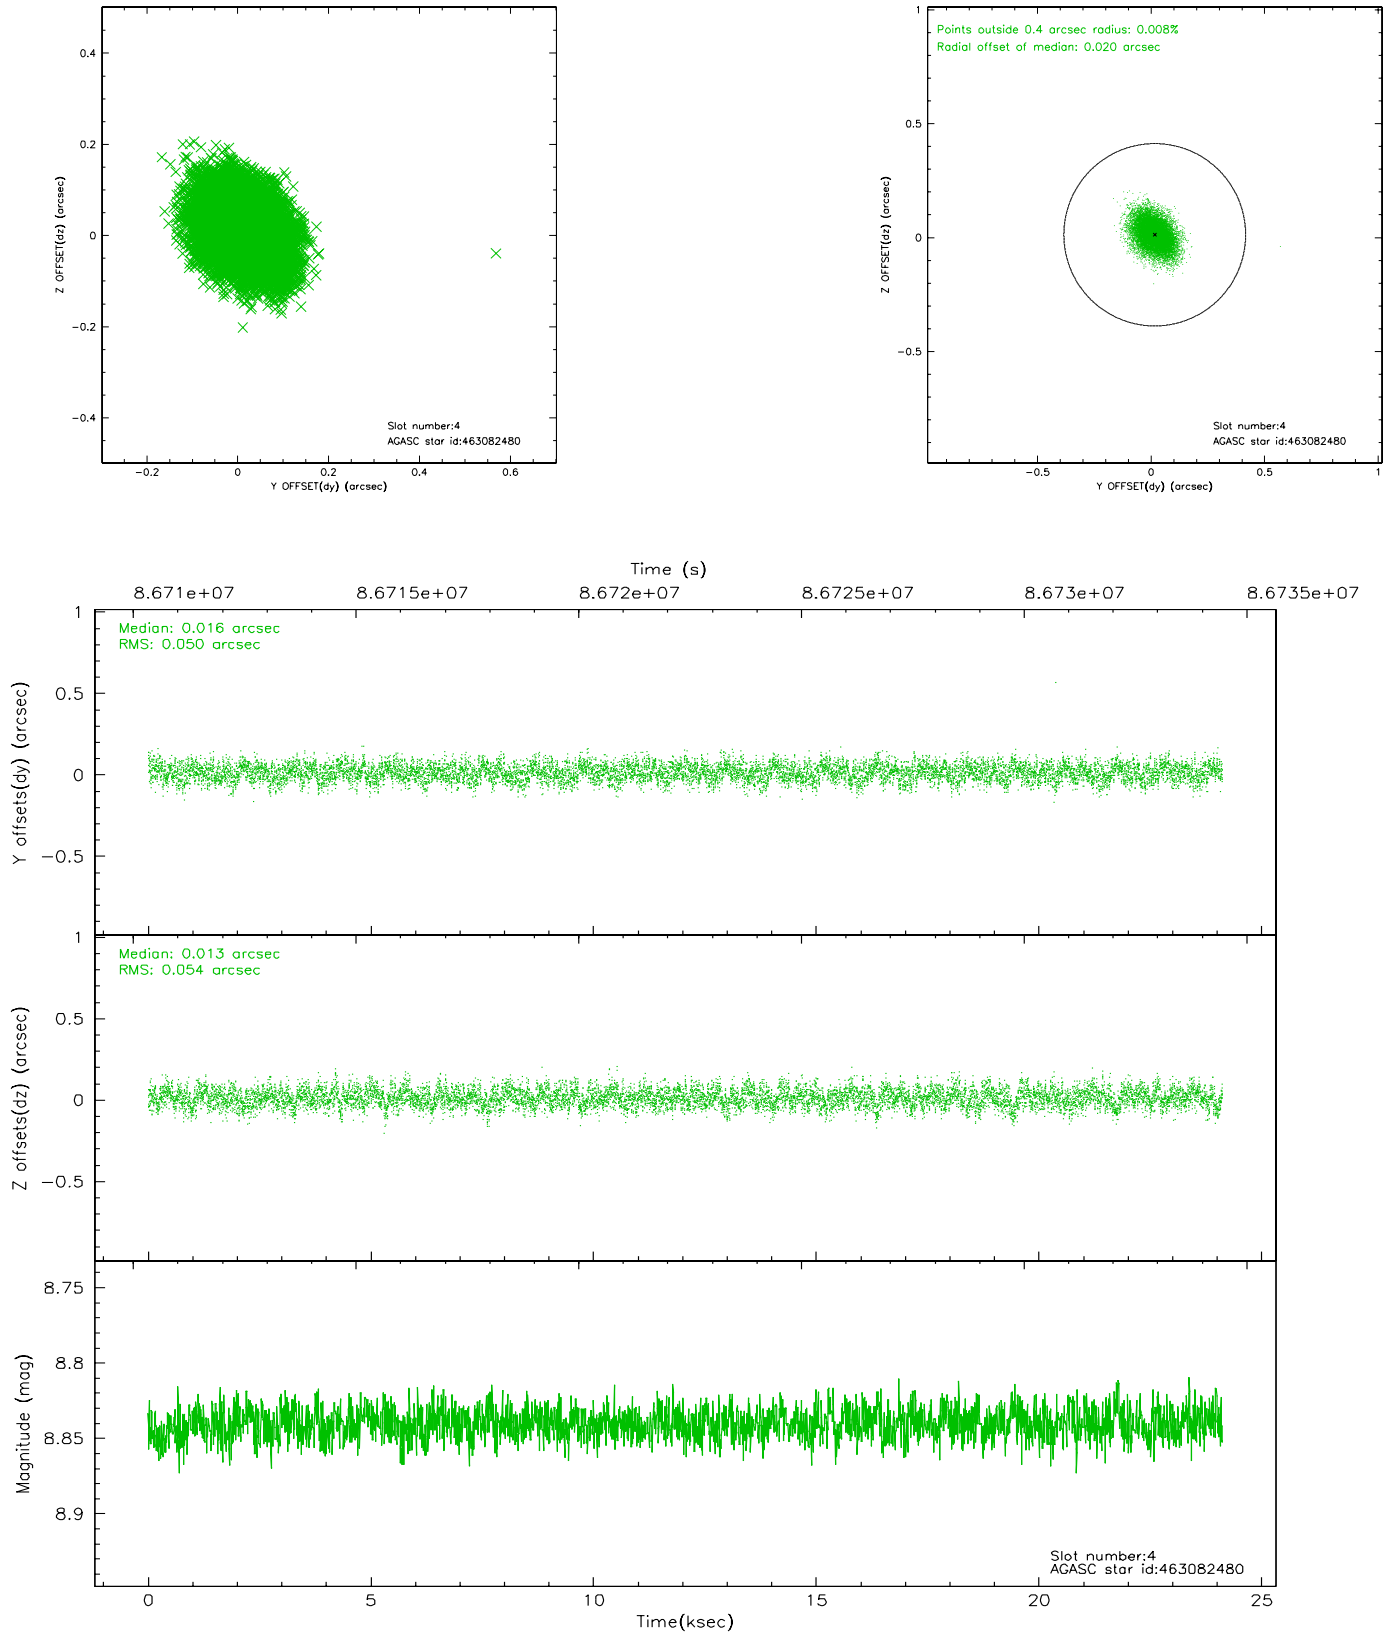 0.4
0.2
0
−0.2
−0.4
Z OFFSET(dz) (arcsec)
Slot number:4
AGASC star id:463082480
−0.2 0 0.2 0.4 0.6
Y OFFSET(dy) (arcsec)
1
0.5
0
−0.5
Z OFFSET(dz) (arcsec)
Points outside 0.4 arcsec radius: 0.008%
Radial offset of median: 0.020 arcsec
Slot number:4
AGASC star id:463082480
−0.5 0 0.5 1
Y OFFSET(dy) (arcsec)
Time (s)
8.671e+07 8.6715e+07 8.672e+07 8.6725e+07 8.673e+07 8.6735e+07
1
0.5
0
−0.5
Y offsets(dy) (arcsec)
Median: 0.016 arcsec
RMS: 0.050 arcsec
1
0.5
0
−0.5
Z offsets(dz) (arcsec)
Median: 0.013 arcsec
RMS: 0.054 arcsec
8.75
8.8
8.85
8.9
Magnitude (mag)
Slot number:4
AGASC star id:463082480
0 5 10 15 20 25
Time(ksec)